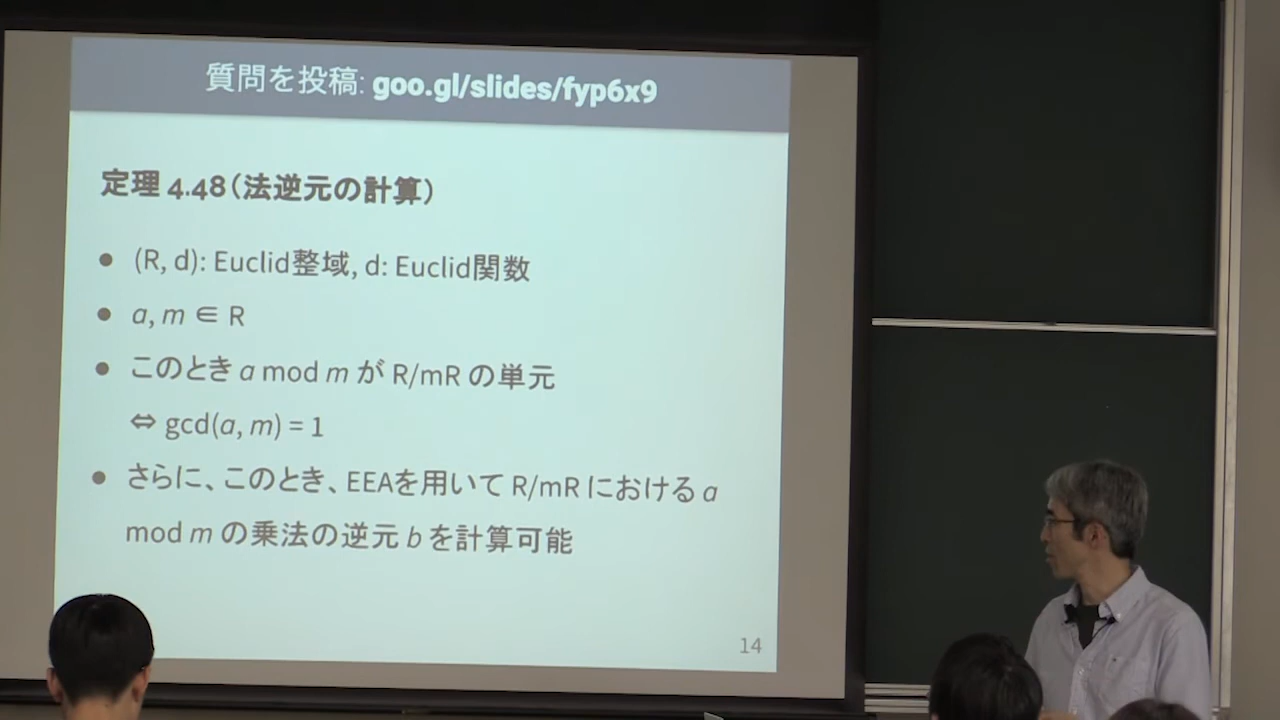 質問を投稿: goo.gl/slides/fyp6x9
定理 4.48(法逆元の計算)
● (R, d): Euclid整域, d: Euclid関数
● a, m ∈ R
● このとき a mod m が R/mR の単元
⇔ gcd(a, m) = 1
● さらに、このとき、EEAを用いて R/mR における a
mod m の乗法の逆元 b を計算可能
14